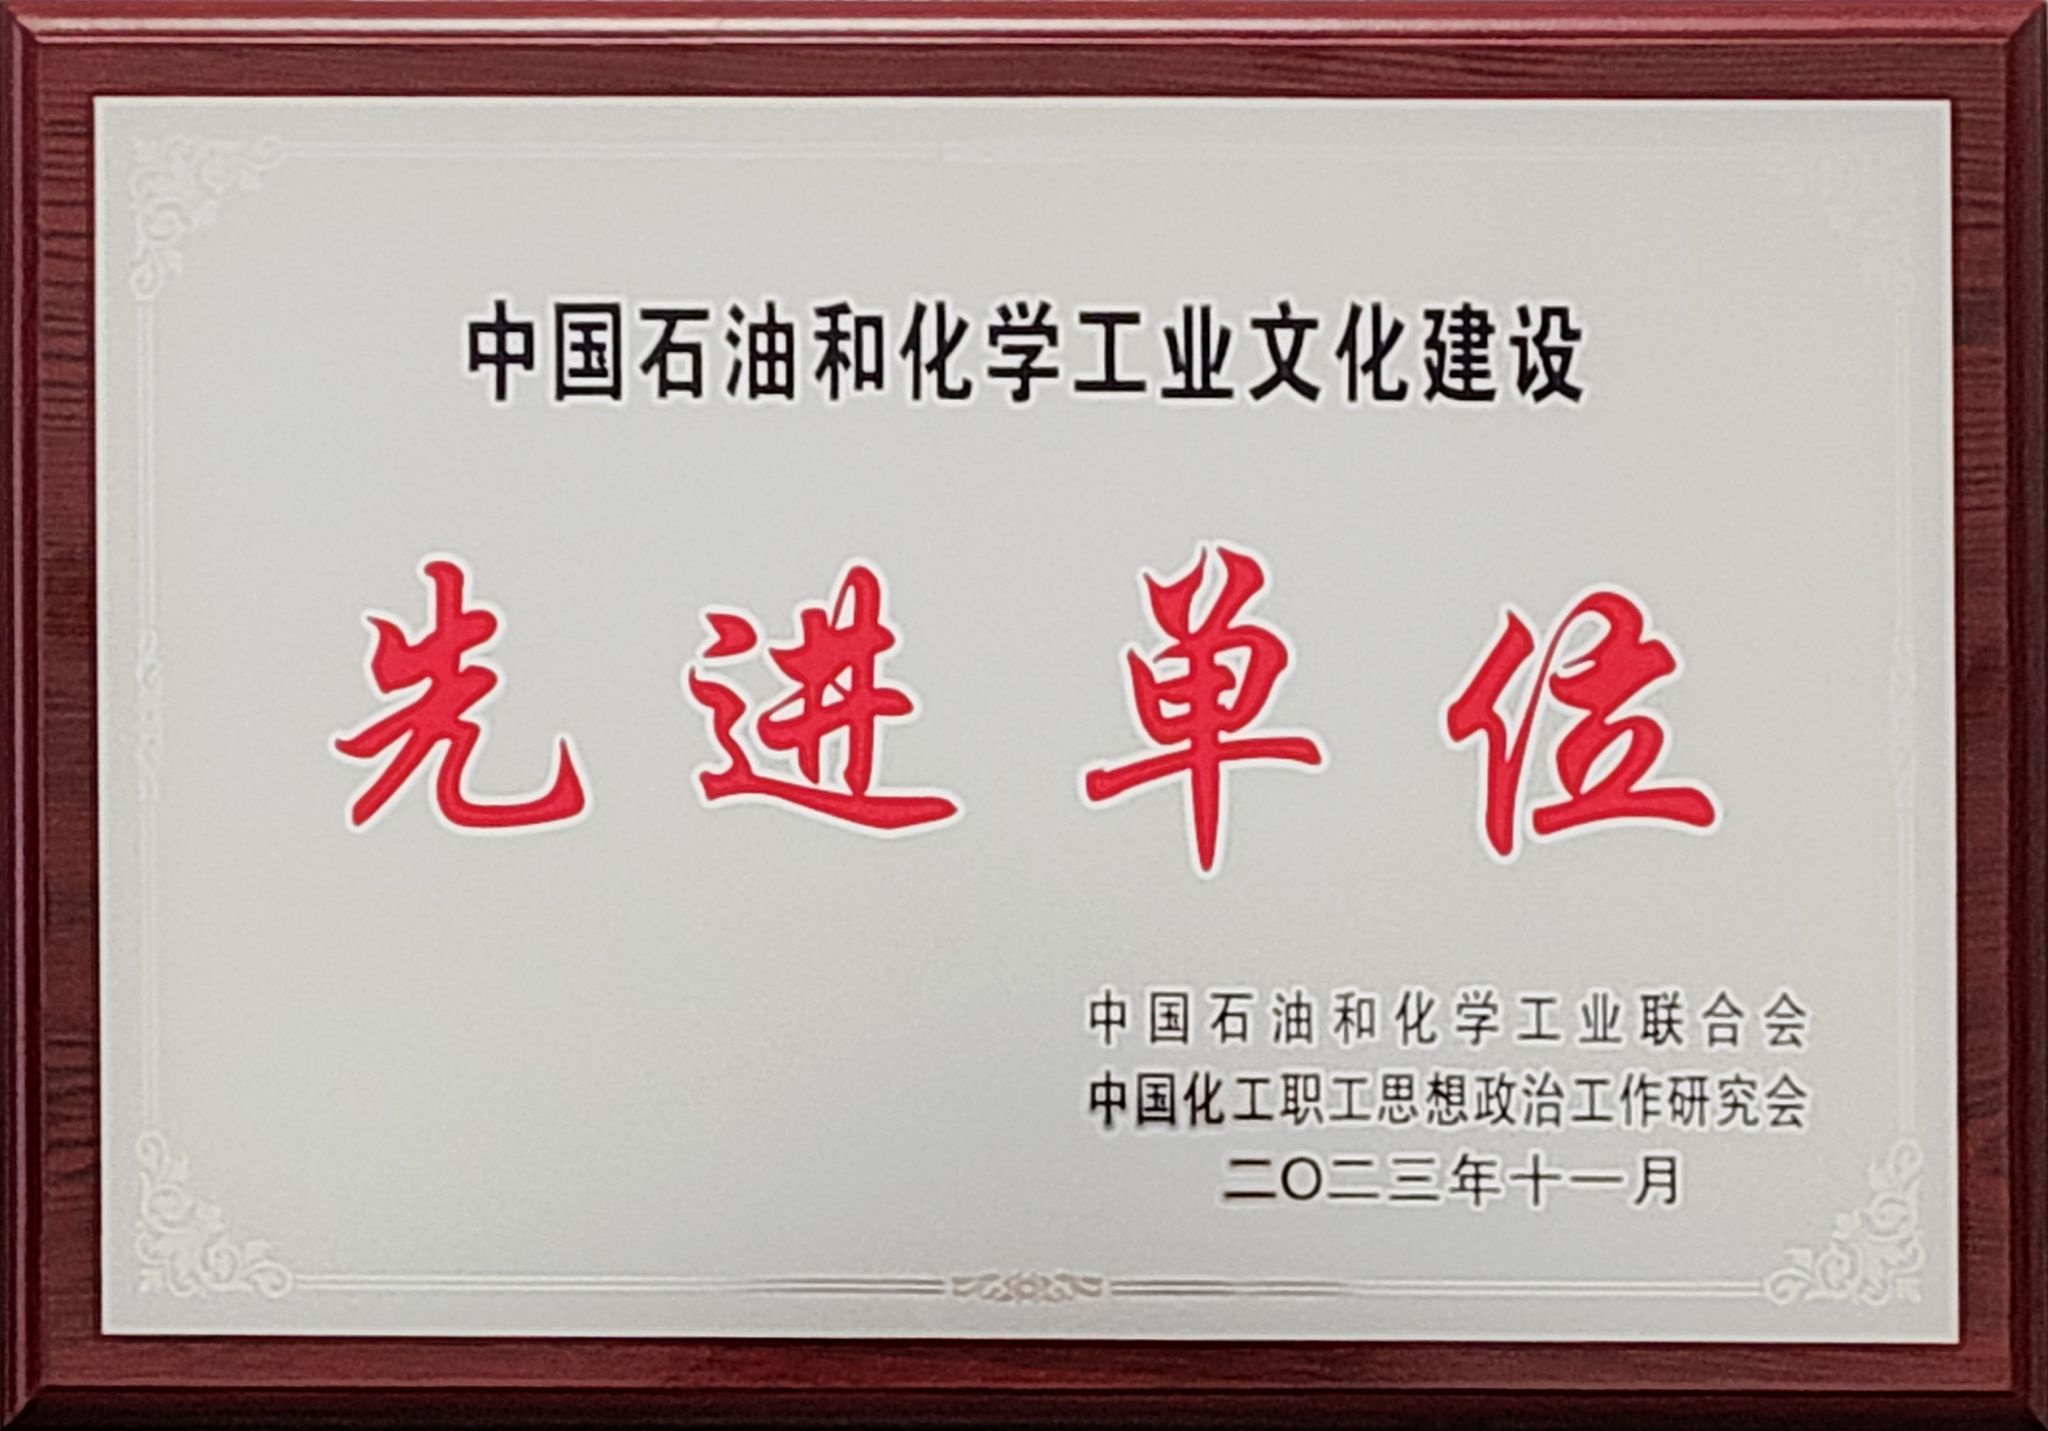 中国石油和化学工业文化建设
先进单位
中国石油和化学工业联合会
中国化工职工思想政治工作研究会
二〇二三年十一月